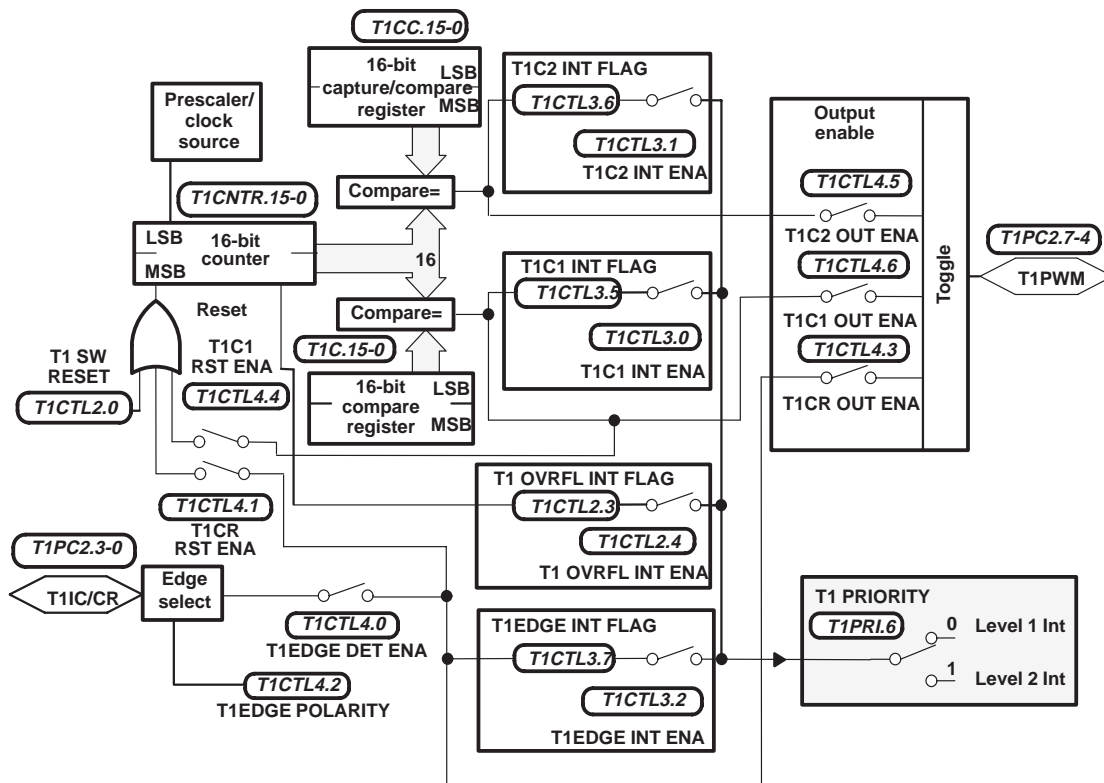 T1CC.15-0
16-bit
capture/compare
register
LSB
MSB
Prescaler/
clock
source
T1CNTR.15-0
LSB
MSB
16-bit
counter
Compare=
16
Compare=
Reset
T1C.15-0
16-bit
compare
register
LSB
MSB
T1 SW
RESET
T1CTL2.0
T1C1
RST ENA
T1CTL4.4
T1CTL4.1
T1CR
RST ENA
T1PC2.3-0
T1IC/CR
Edge
select
T1CTL4.0
T1EDGE DET ENA
T1CTL4.2
T1EDGE POLARITY
T1C2 INT FLAG
T1CTL3.6
T1CTL3.1
T1C2 INT ENA
T1C1 INT FLAG
T1CTL3.5
T1CTL3.0
T1C1 INT ENA
T1 OVRFL INT FLAG
T1CTL2.3
T1CTL2.4
T1 OVRFL INT ENA
T1EDGE INT FLAG
T1CTL3.7
T1CTL3.2
T1EDGE INT ENA
Output
enable
T1CTL4.5
T1C2 OUT ENA
T1CTL4.6
T1C1 OUT ENA
T1CTL4.3
T1CR OUT ENA
Toggle
T1PC2.7-4
T1PWM
T1 PRIORITY
T1PRI.6
0
Level 1 Int
1
Level 2 Int